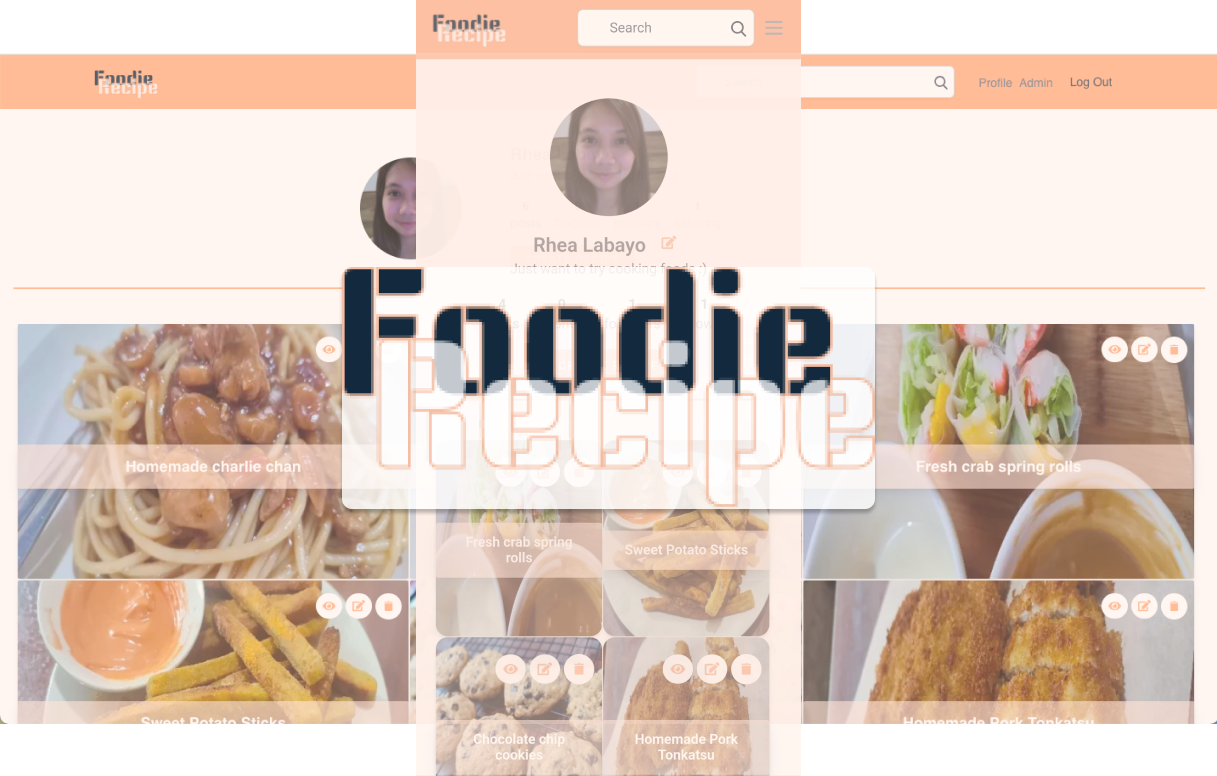 Foodie
Recipe
Search
Foodie
Recipe
Profile Admin Log Out
Rhea Labayo
Just want to try cooking foods :)
4 0 1 1
Foodie
Recipe
Homemade charlie chan
Fresh crab spring rolls
Fresh crab spring
rolls
Sweet Potato Sticks
Sweet Potato Sticks
Homemade Pork Tonkatsu
Chocolate chip
cookies
Homemade Pork
Tonkatsu